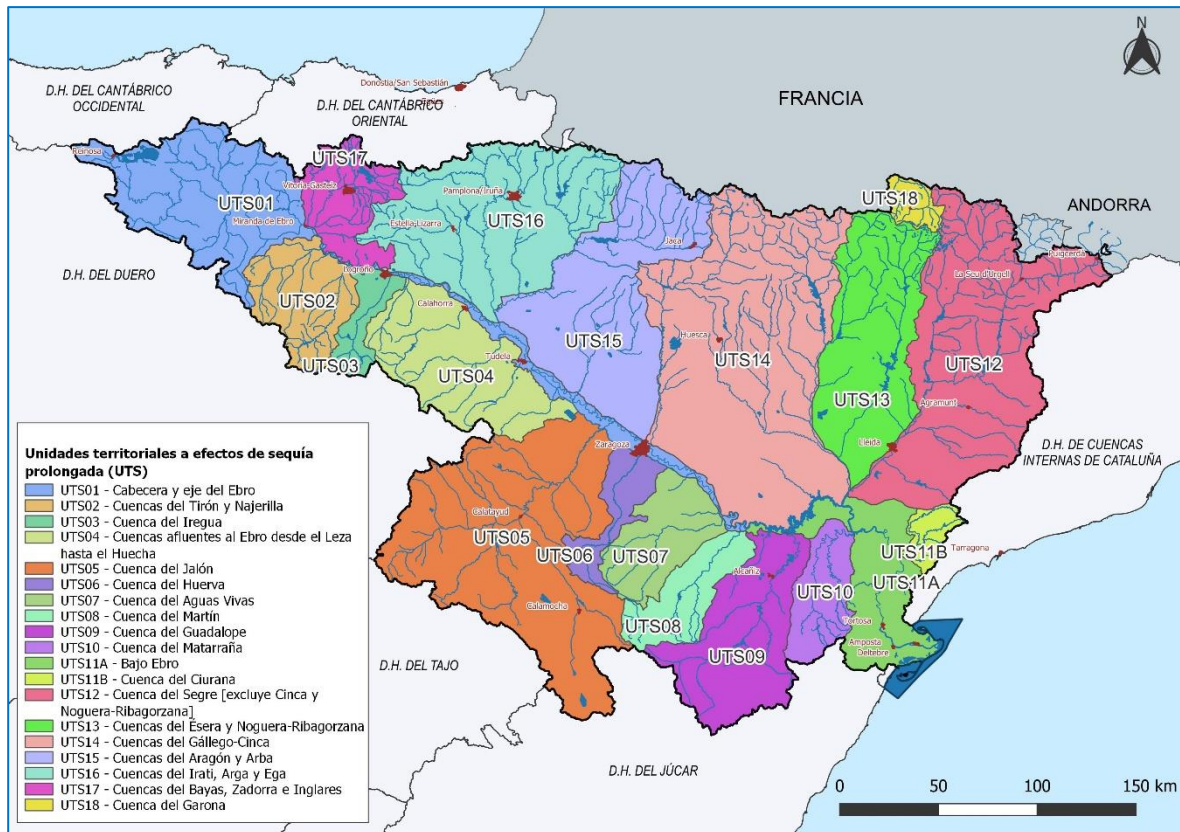 N
Donostia/San Sebastián
D.H. DEL CANTÁBRICO
OCCIDENTAL
D.H. DEL CANTÁBRICO
ORIENTAL
FRANCIA
Reinosa
UTS17
Vitoria-Gasteiz
UTS01
Pamplona/Iruña
UTS18
ANDORRA
Miranda de Ebro
Estella-Lizarra
UTS16
Jaca
Puigcerdà
D.H. DEL DUERO
Logroño
La Seu d'Urgell
UTS02
Calahorra
UTS15
Huesca
UTS14
UTS03
Tudela
UTS12
UTS04
UTS13
Agramunt
Zaragoza
Lleida
D.H. DE CUENCAS
INTERNAS DE CATALUÑA
Calatayud
UTS05
UTS06
UTS07
UTS11B
Tarragona
Alcañiz
UTS10
UTS11A
Calamocha
UTS08
Tortosa
UTS09
Amposta
Deltebre
D.H. DEL TAJO
D.H. DEL JÚCAR
Unidades territoriales a efectos de sequía
prolongada (UTS)
UTS01 - Cabecera y eje del Ebro
UTS02 - Cuencas del Tirón y Najerilla
UTS03 - Cuenca del Iregua
UTS04 - Cuencas afluentes al Ebro desde el Leza
hasta el Huecha
UTS05 - Cuenca del Jalón
UTS06 - Cuenca del Huerva
UTS07 - Cuenca del Aguas Vivas
UTS08 - Cuenca del Martín
UTS09 - Cuenca del Guadalope
UTS10 - Cuenca del Matarraña
UTS11A - Bajo Ebro
UTS11B - Cuenca del Ciurana
UTS12 - Cuenca del Segre [excluye Cinca y
Noguera-Ribagorzana]
UTS13 - Cuencas del Ésera y Noguera-Ribagorzana
UTS14 - Cuencas del Gállego-Cinca
UTS15 - Cuencas del Aragón y Arba
UTS16 - Cuencas del Irati, Arga y Ega
UTS17 - Cuencas del Bayas, Zadorra e Inglares
UTS18 - Cuenca del Garona
0 50 100 150 km